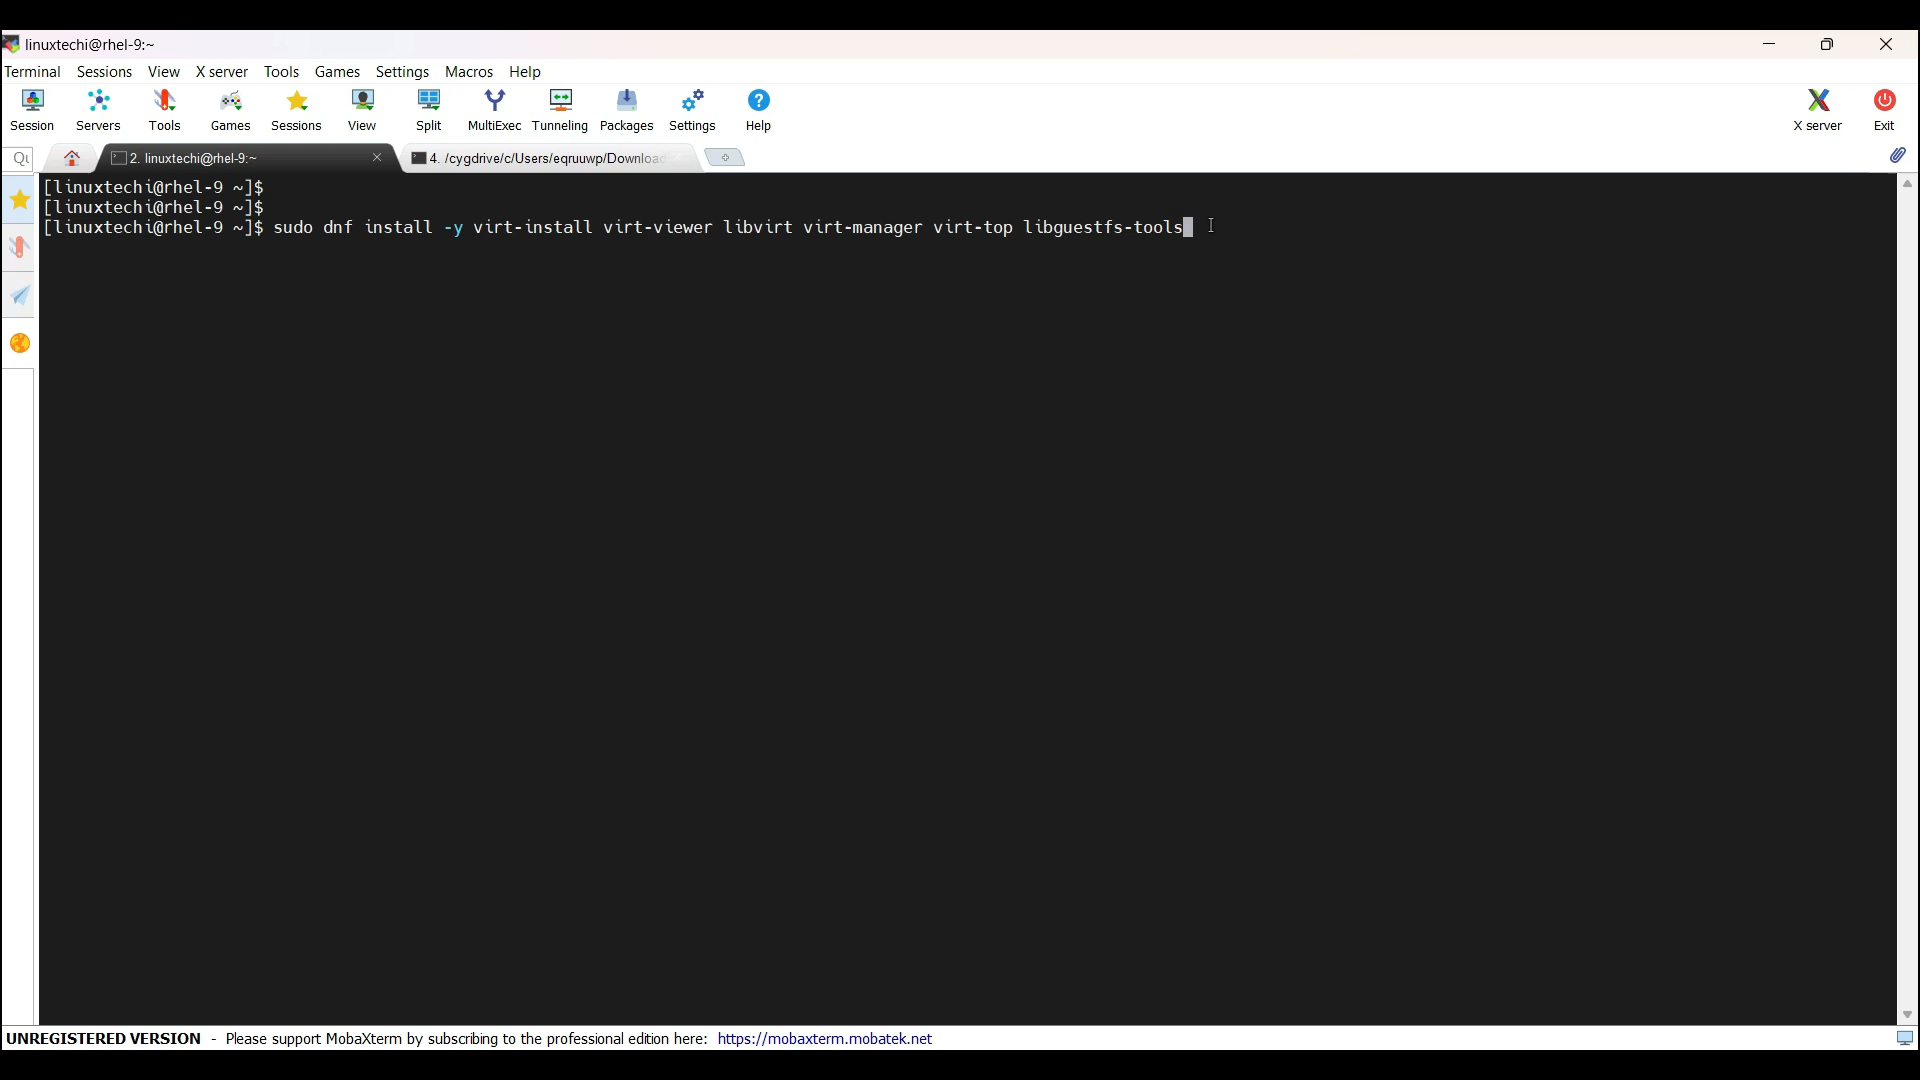 linuxtechi@rhel-9:~
Terminal Sessions View X server Tools Games Settings Macros Help
Session Servers Tools Games Sessions View Split MultiExec Tunneling Packages Settings Help X server Exit
Qu 2. linuxtechi@rhel-9:~ 4. /cygdrive/c/Users/eqruuwp/Downloac
[linuxtechi@rhel-9 ~]$
[linuxtechi@rhel-9 ~]$
[linuxtechi@rhel-9 ~]$ sudo dnf install -y virt-install virt-viewer libvirt virt-manager virt-top libguestfs-tools
UNREGISTERED VERSION - Please support MobaXterm by subscribing to the professional edition here: https://mobaxterm.mobatek.net